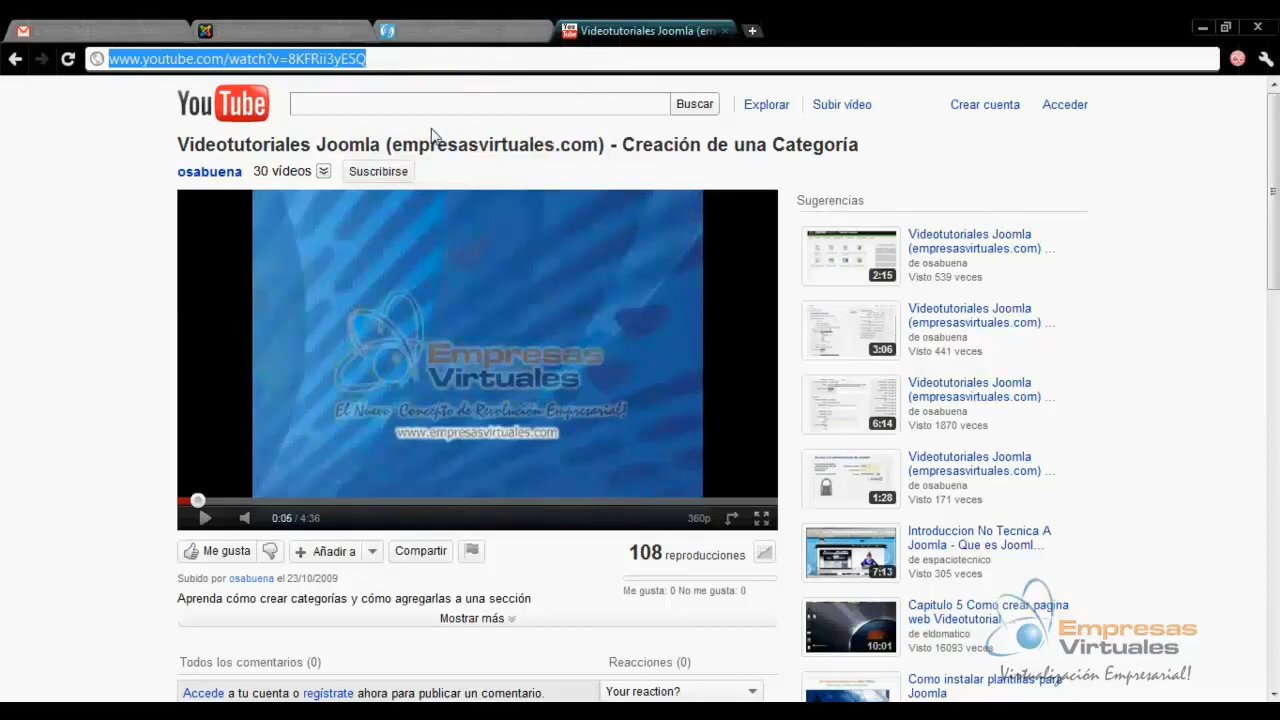 Videotutoriales Joomla (em
www.youtube.com/watch?v=8KFRii3yE5Q
YouTube
Buscar
Explorar
Subir vídeo
Crear cuenta
Acceder
Videotutoriales Joomla (empresasvirtuales.com) - Creación de una Categoría
osabuena 30 vídeos
Suscribirse
Empresas
Virtuales
El Nuevo Concepto de Revolución Empresarial!
www.empresasvirtuales.com
0:05 / 4:36
360p
Me gusta
Añadir a
Compartir
108 reproducciones
Subido por osabuena el 23/10/2009
Aprenda cómo crear categorías y cómo agregarlas a una sección
Mostrar más
Me gusta: 0 No me gusta: 0
Todos los comentarios (0)
Reacciones (0)
Accede a tu cuenta o regístrate ahora para publicar un comentario.
Your reaction?
Sugerencias
2:15
Videotutoriales Joomla
(empresasvirtuales.com) ...
de osabuena
Visto 539 veces
3:06
Videotutoriales Joomla
(empresasvirtuales.com) ...
de osabuena
Visto 441 veces
6:14
Videotutoriales Joomla
(empresasvirtuales.com) ...
de osabuena
Visto 1870 veces
1:28
Videotutoriales Joomla
(empresasvirtuales.com) ...
de osabuena
Visto 171 veces
7:13
Introduccion No Tecnica A
Joomla - Que es Jooml...
de espaciotecnico
Visto 305 veces
10:01
Capitulo 5 Como crear pagina
web Videotutorial
de eldomatico
Visto 16093 veces
Como instalar plantillas para
Joomla
Empresas
Virtuales
Virtualización Empresarial!